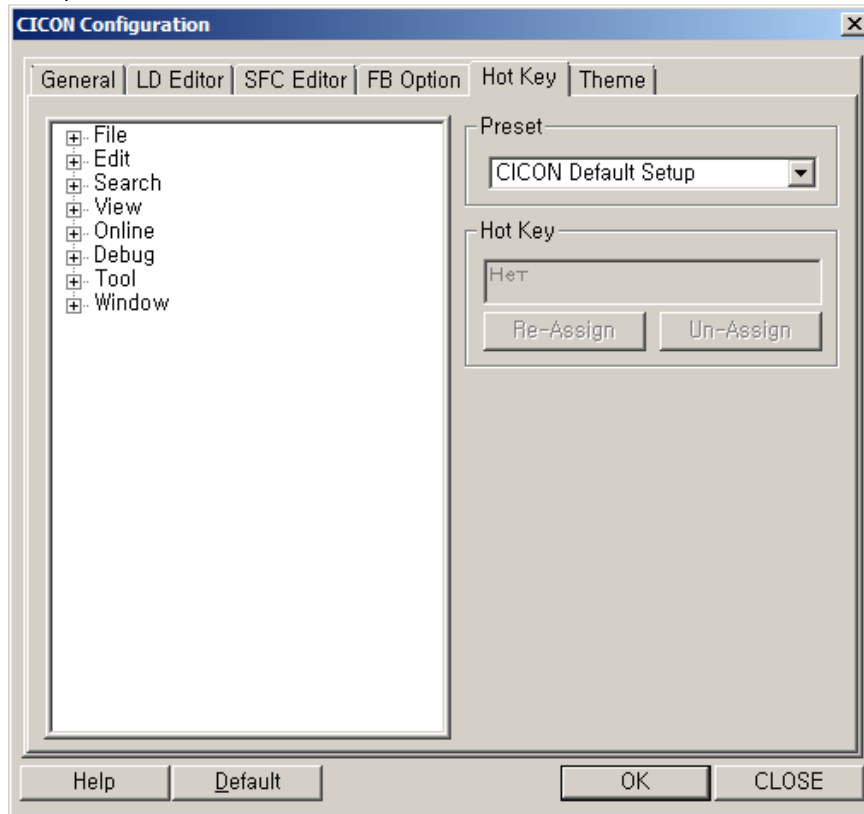 CICON Configuration
General LD Editor SFC Editor FB Option Hot Key Theme
File
Edit
Search
View
Online
Debug
Tool
Window
Preset
CICON Default Setup
Hot Key
Нет
Re-Assign Un-Assign
Help Default OK CLOSE